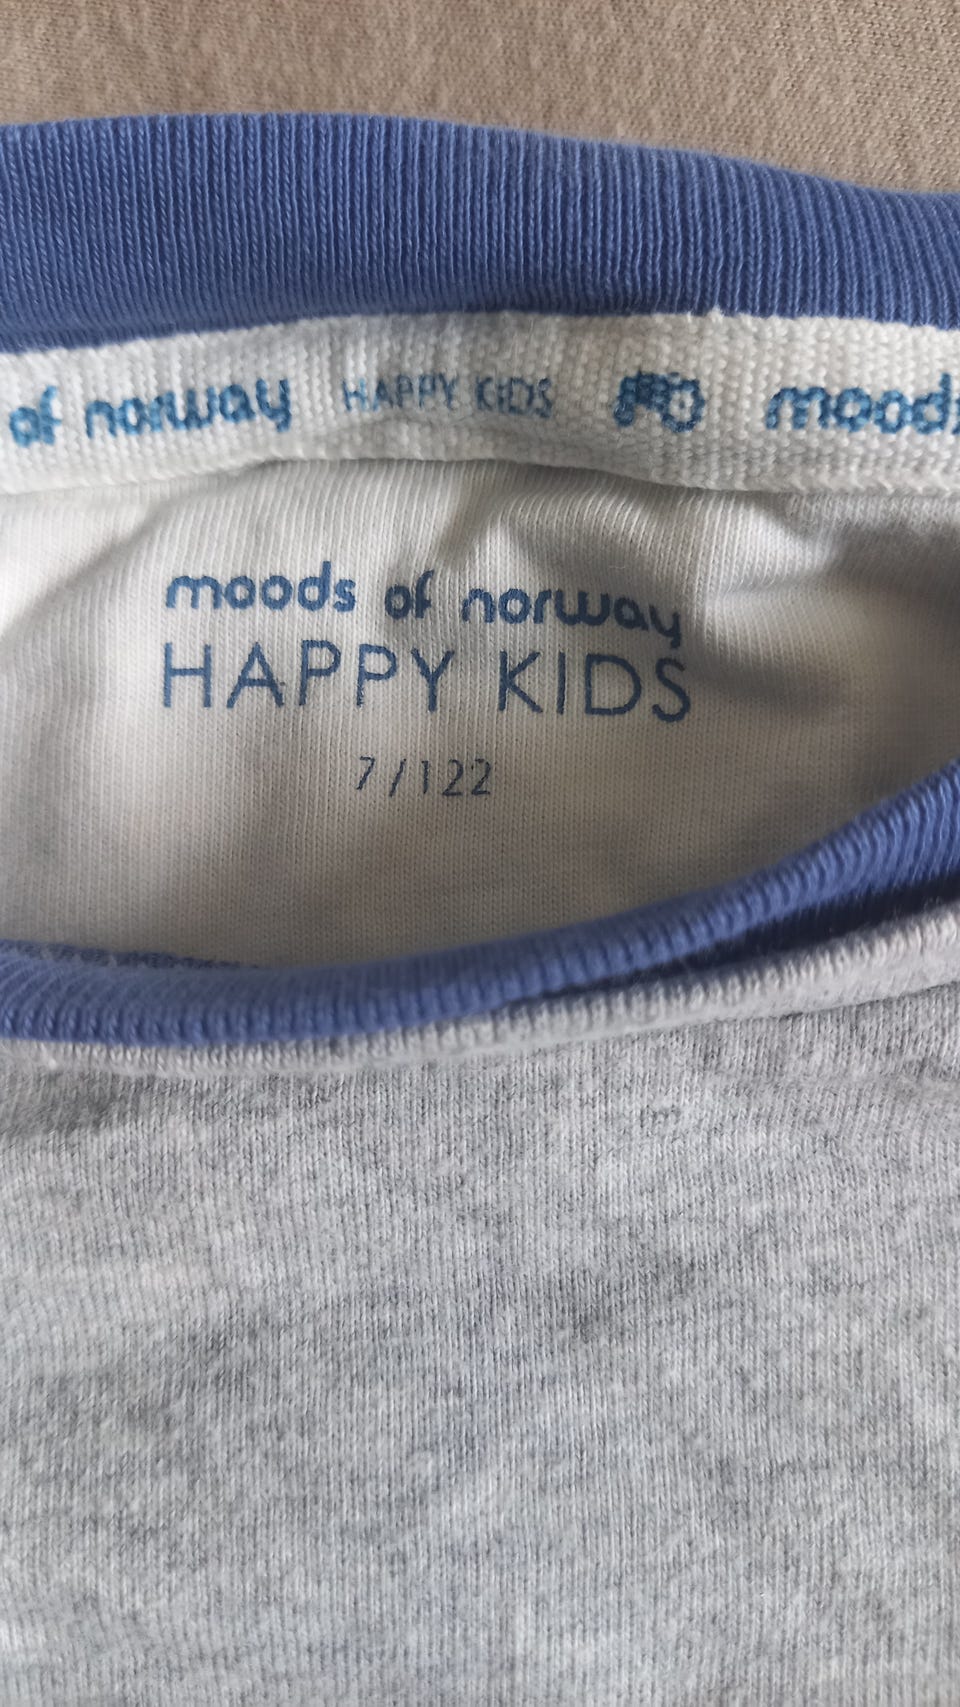 of norway HAPPY KIDS moods
moods of norway
HAPPY KIDS
7/122